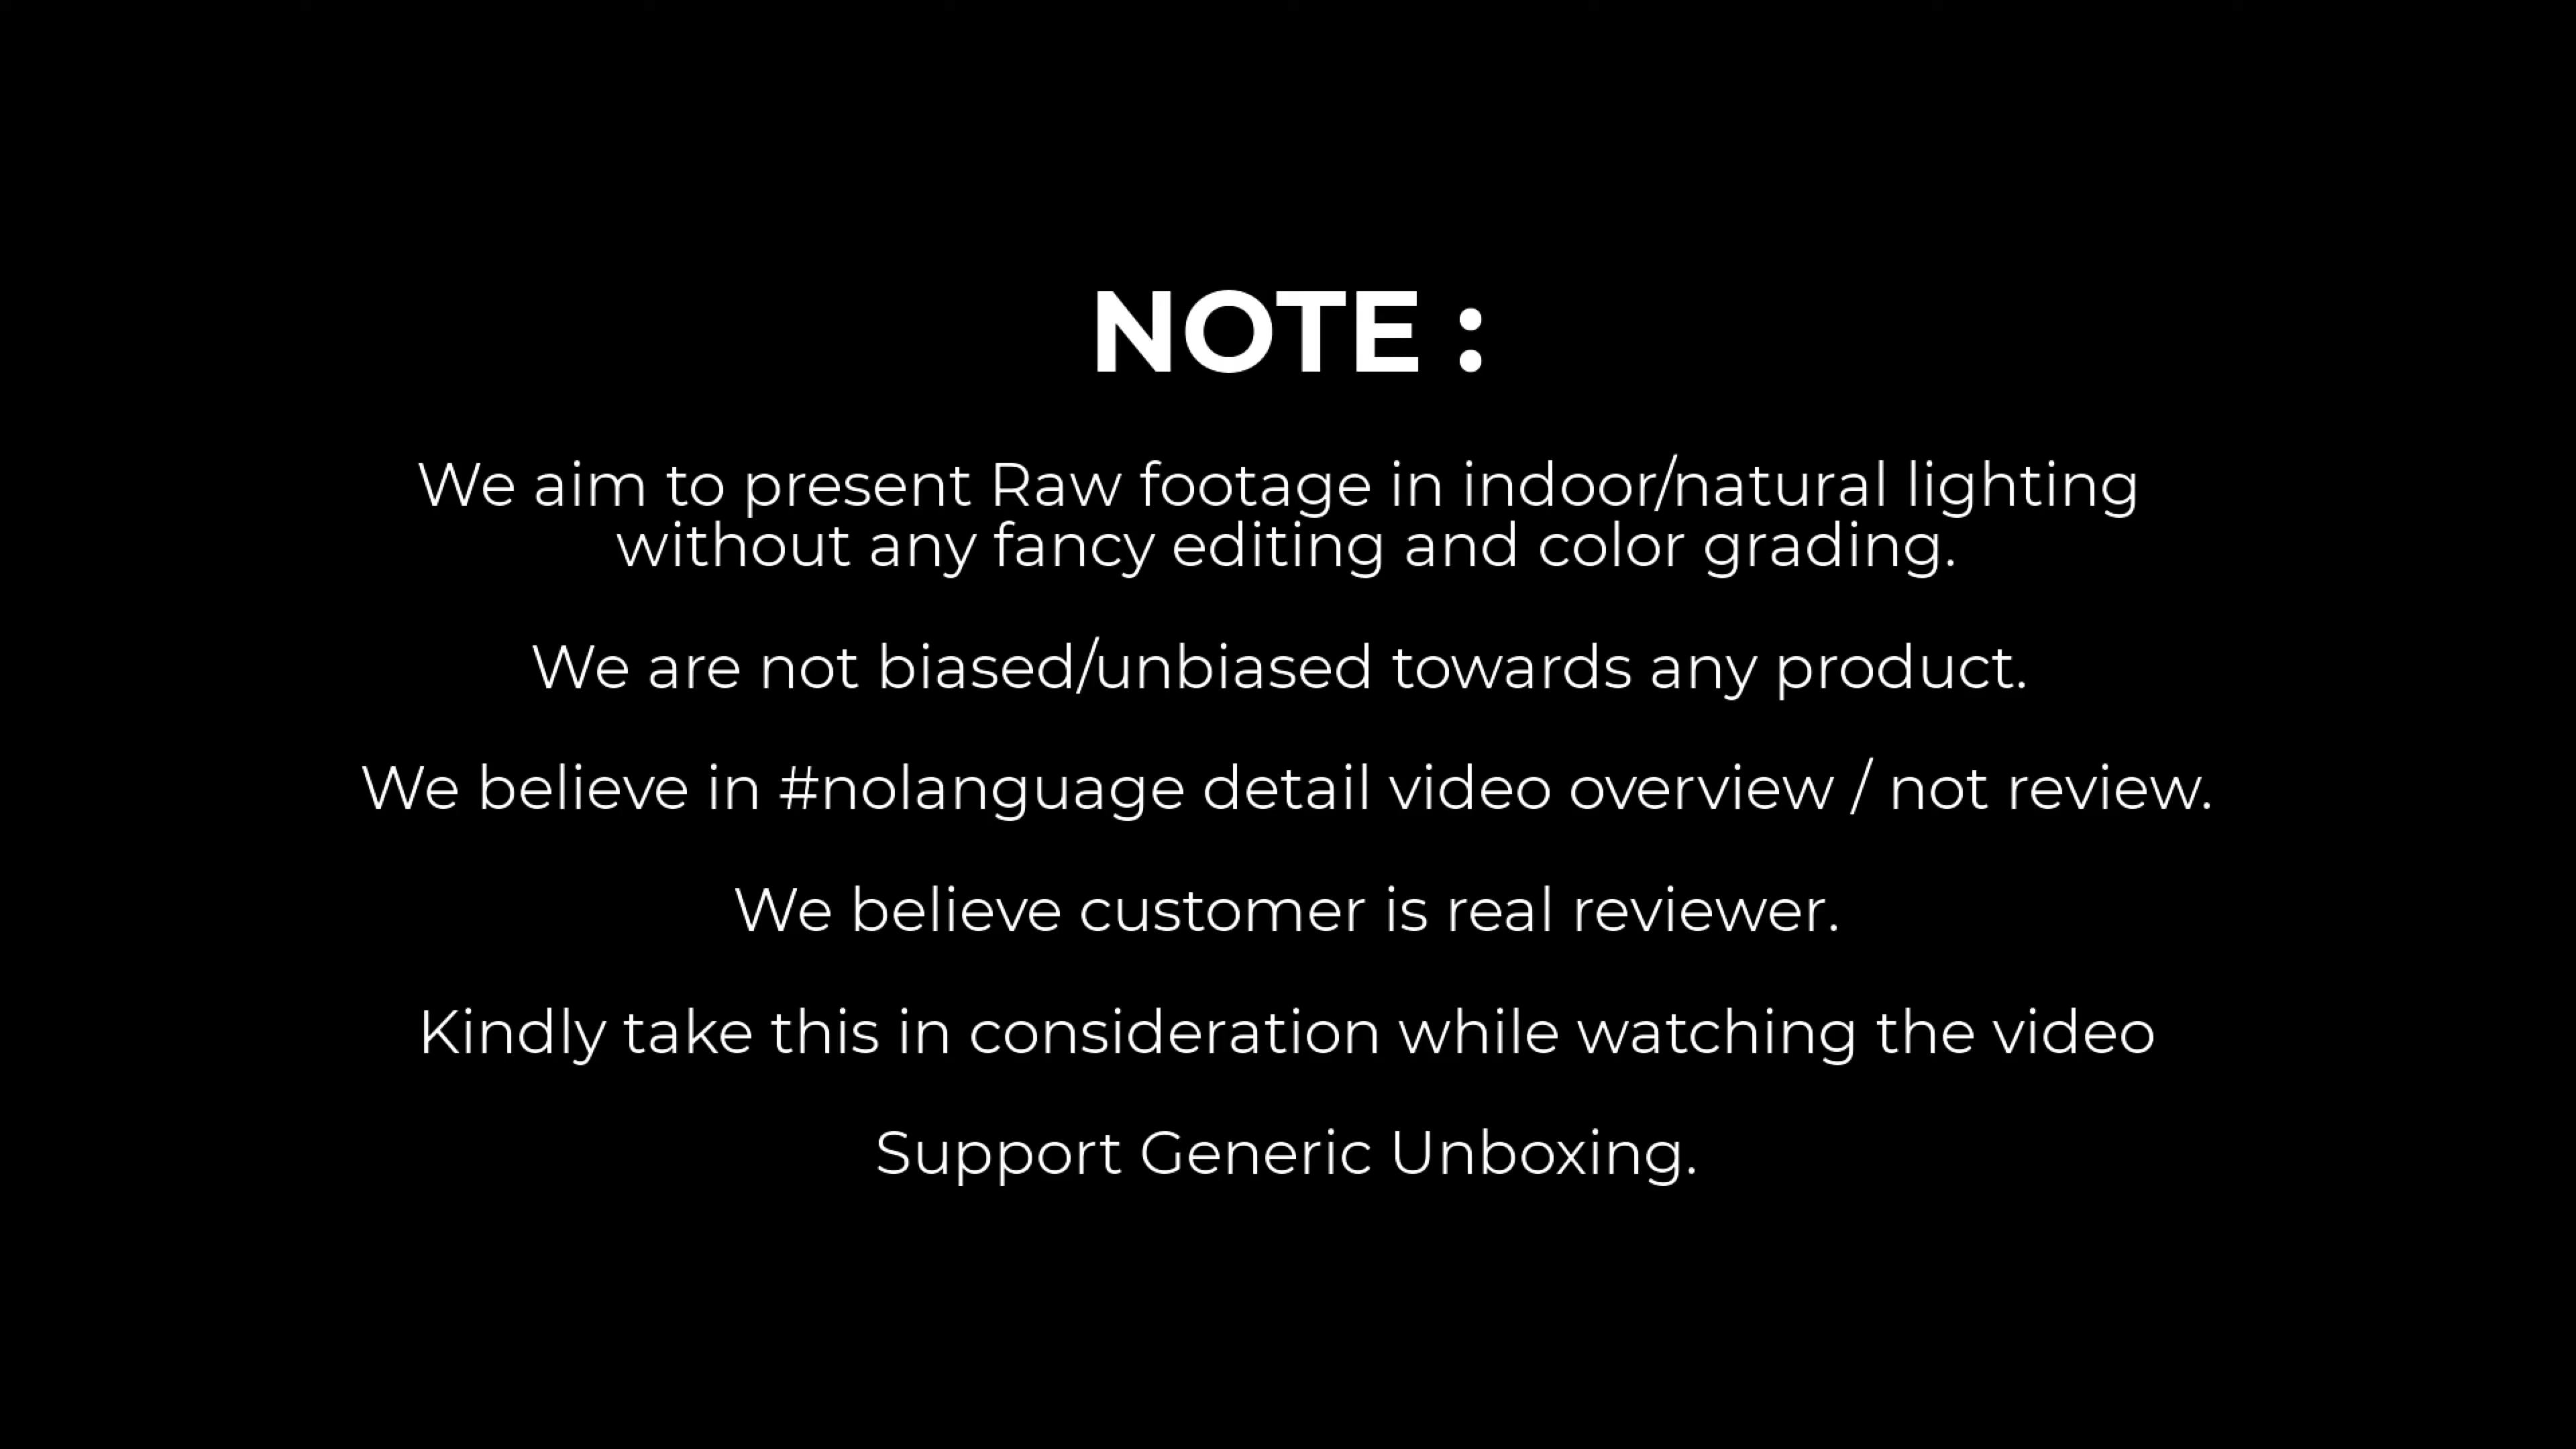 NOTE :
We aim to present Raw footage in indoor/natural lighting
without any fancy editing and color grading.
We are not biased/unbiased towards any product.
We believe in #nolanguage detail video overview / not review.
We believe customer is real reviewer.
Kindly take this in consideration while watching the video
Support Generic Unboxing.